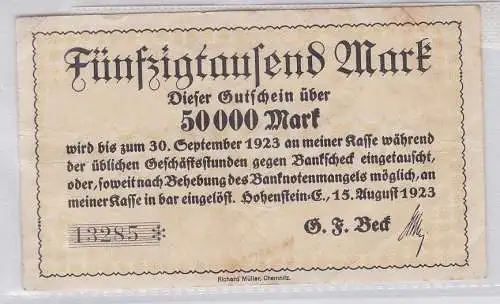 Fünfzigtausend Mark
Dieser Gutschein über
50000 Mark
wird bis zum 30. September 1923 an meiner Kasse während
der üblichen Geschäftsstunden gegen Bankscheck eingetauscht,
oder, soweit nach Behebung des Banknotenmangels möglich, an
meiner Kasse in bar eingelöst. Hohenstein-E., 15. August 1923
G. F. Beck
13285 *
Richard Müller, Chemnitz.